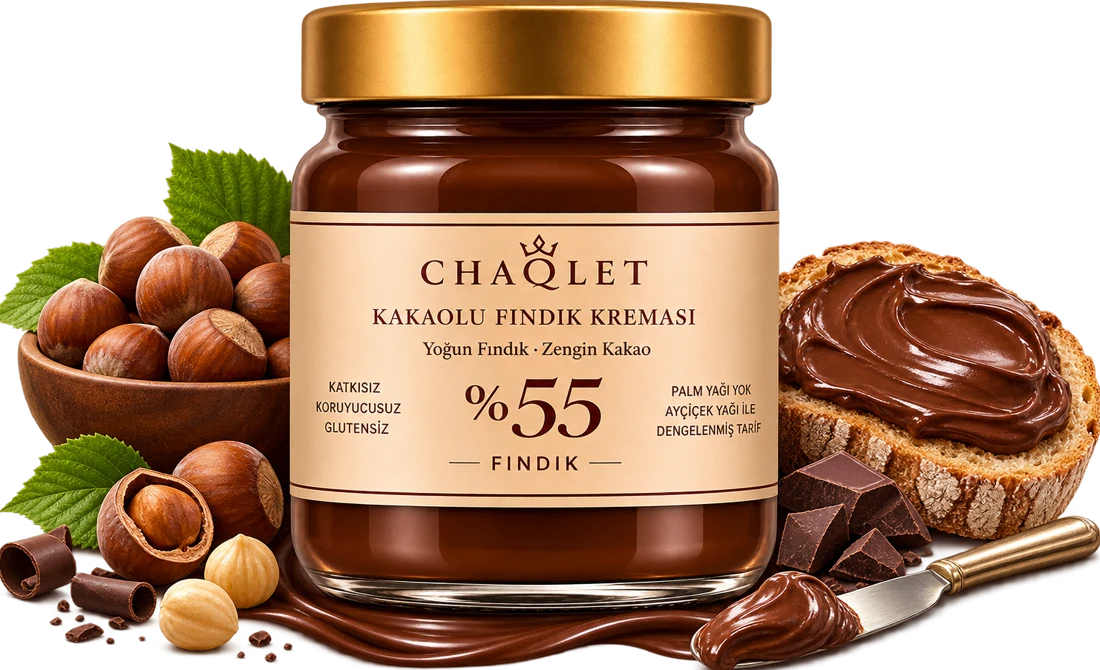 CHAQLET
KAKAOLU FINDIK KREMASI
Yoğun Fındık · Zengin Kakao
KATKISIZ
KORUYUCUSUZ
GLUTENSİZ
%55
FINDIK
PALM YAĞI YOK
AYÇİÇEK YAĞI İLE
DENGELENMİŞ TARİF